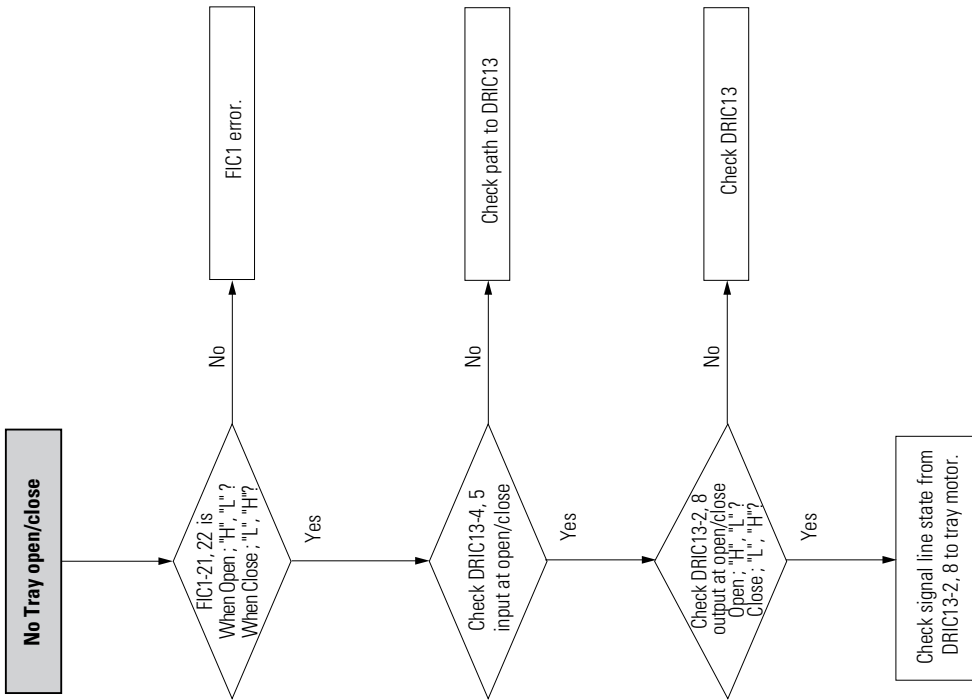 No Tray open/close
FIC1-21, 22 is
When Open ; "H", "L" ?
When Close ; "L", "H"?
No
FIC1 error.
Yes
Check DRIC13-4, 5
input at open/close
No
Check path to DRIC13
Yes
Check DRIC13-2, 8
output at open/close
Open ; "H", "L" ?
Close ; "L", "H"?
No
Check DRIC13
Yes
Check signal line state from
DRIC13-2, 8 to tray motor.